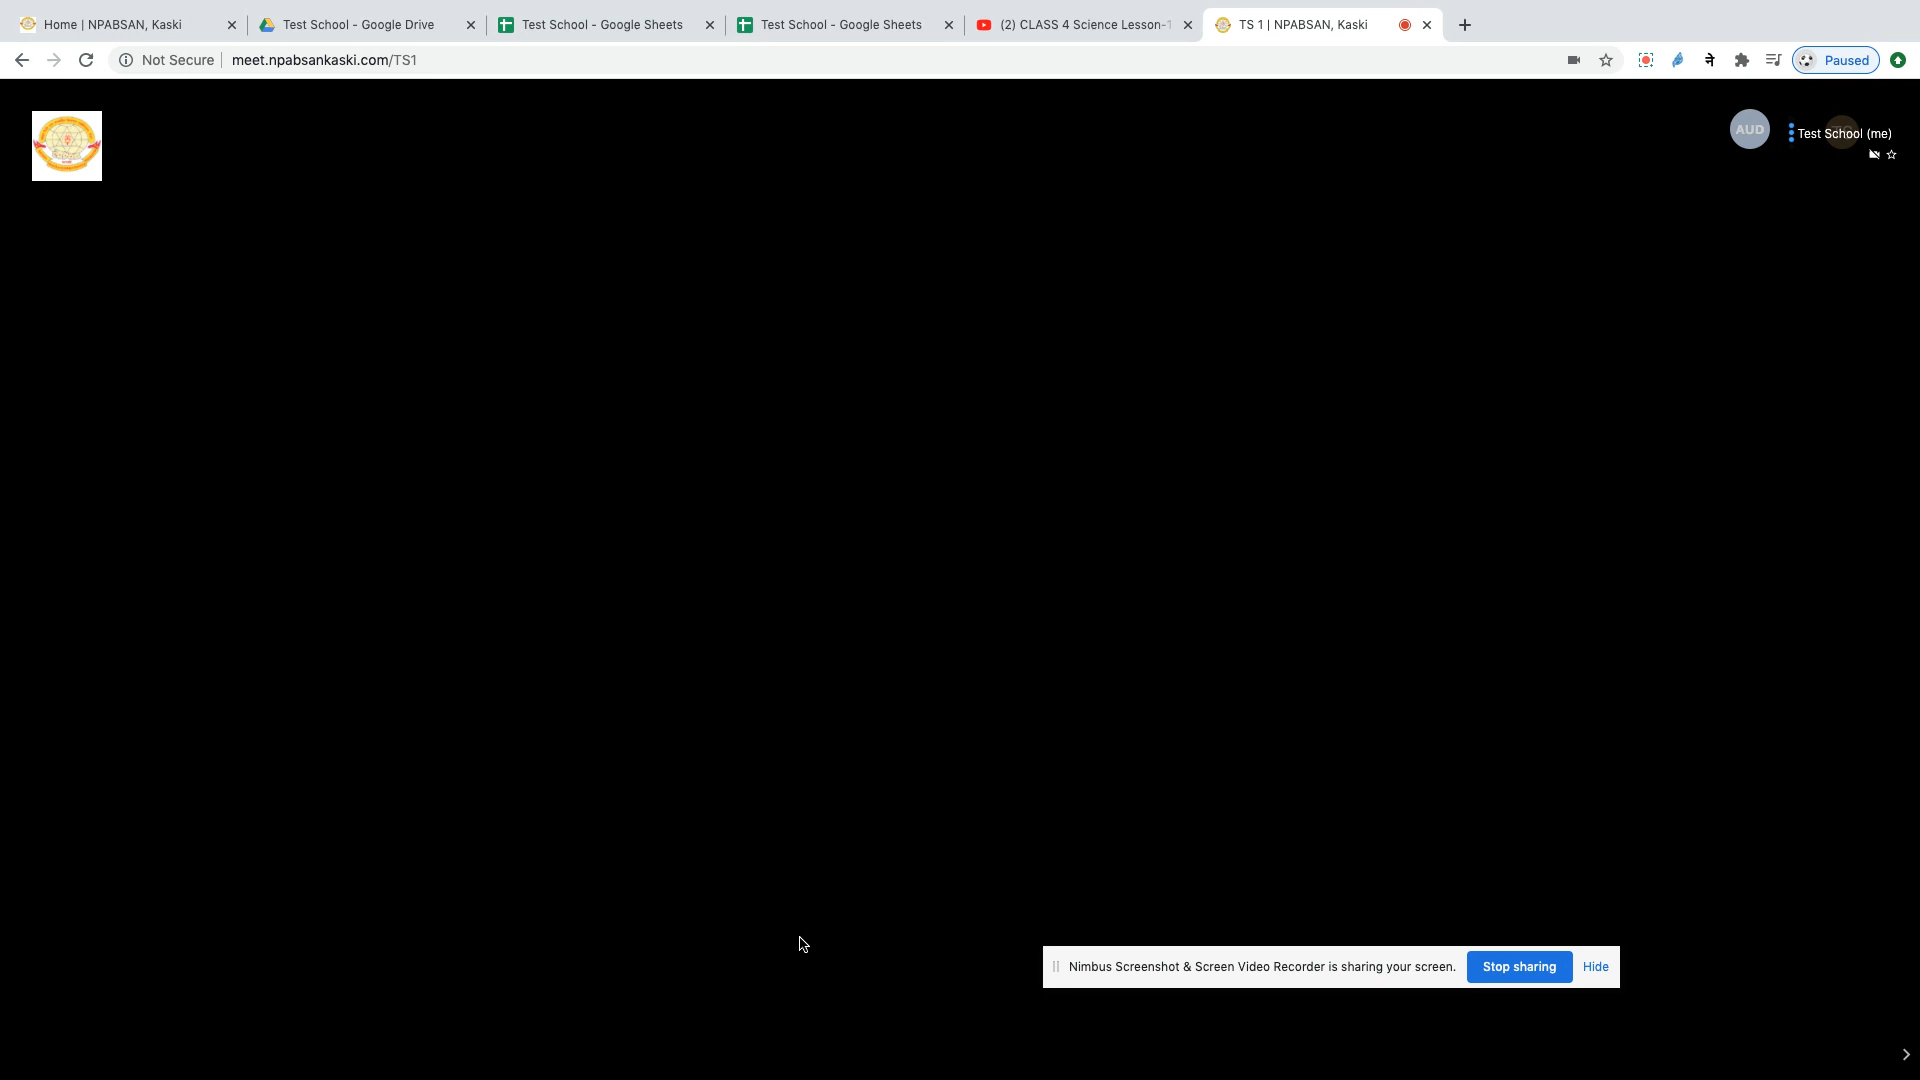 Home | NPABSAN, Kaski
Test School - Google Drive
Test School - Google Sheets
Test School - Google Sheets
(2) CLASS 4 Science Lesson-1
TS 1 | NPABSAN, Kaski
Not Secure
meet.npabsankaski.com/TS1
ने
Paused
AUD
Test School (me)
Nimbus Screenshot & Screen Video Recorder is sharing your screen.
Stop sharing
Hide